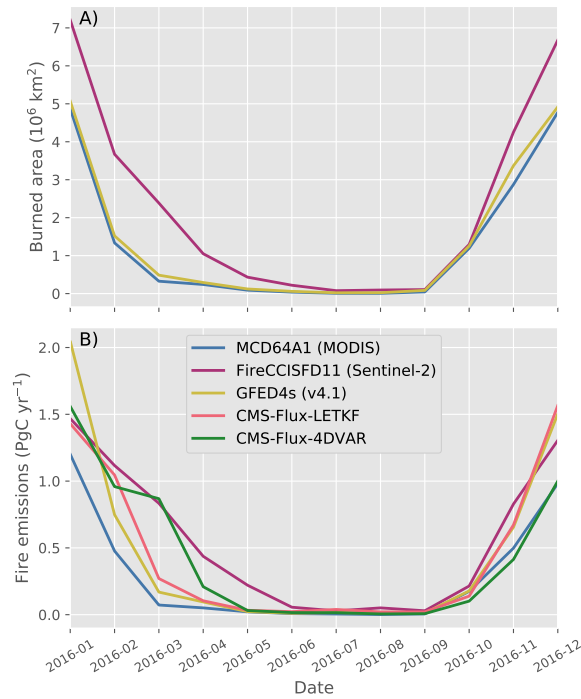 A)
7
6
5
4
3
2
1
0
Burned area (10⁶ km²)
B)
2.0
1.5
1.0
0.5
0.0
Fire emissions (PgC yr⁻¹)
MCD64A1 (MODIS)
FireCCISFD11 (Sentinel-2)
GFED4s (v4.1)
CMS-Flux-LETKF
CMS-Flux-4DVAR
2016-01
2016-02
2016-03
2016-04
2016-05
2016-06
2016-07
2016-08
2016-09
2016-10
2016-11
2016-12
Date